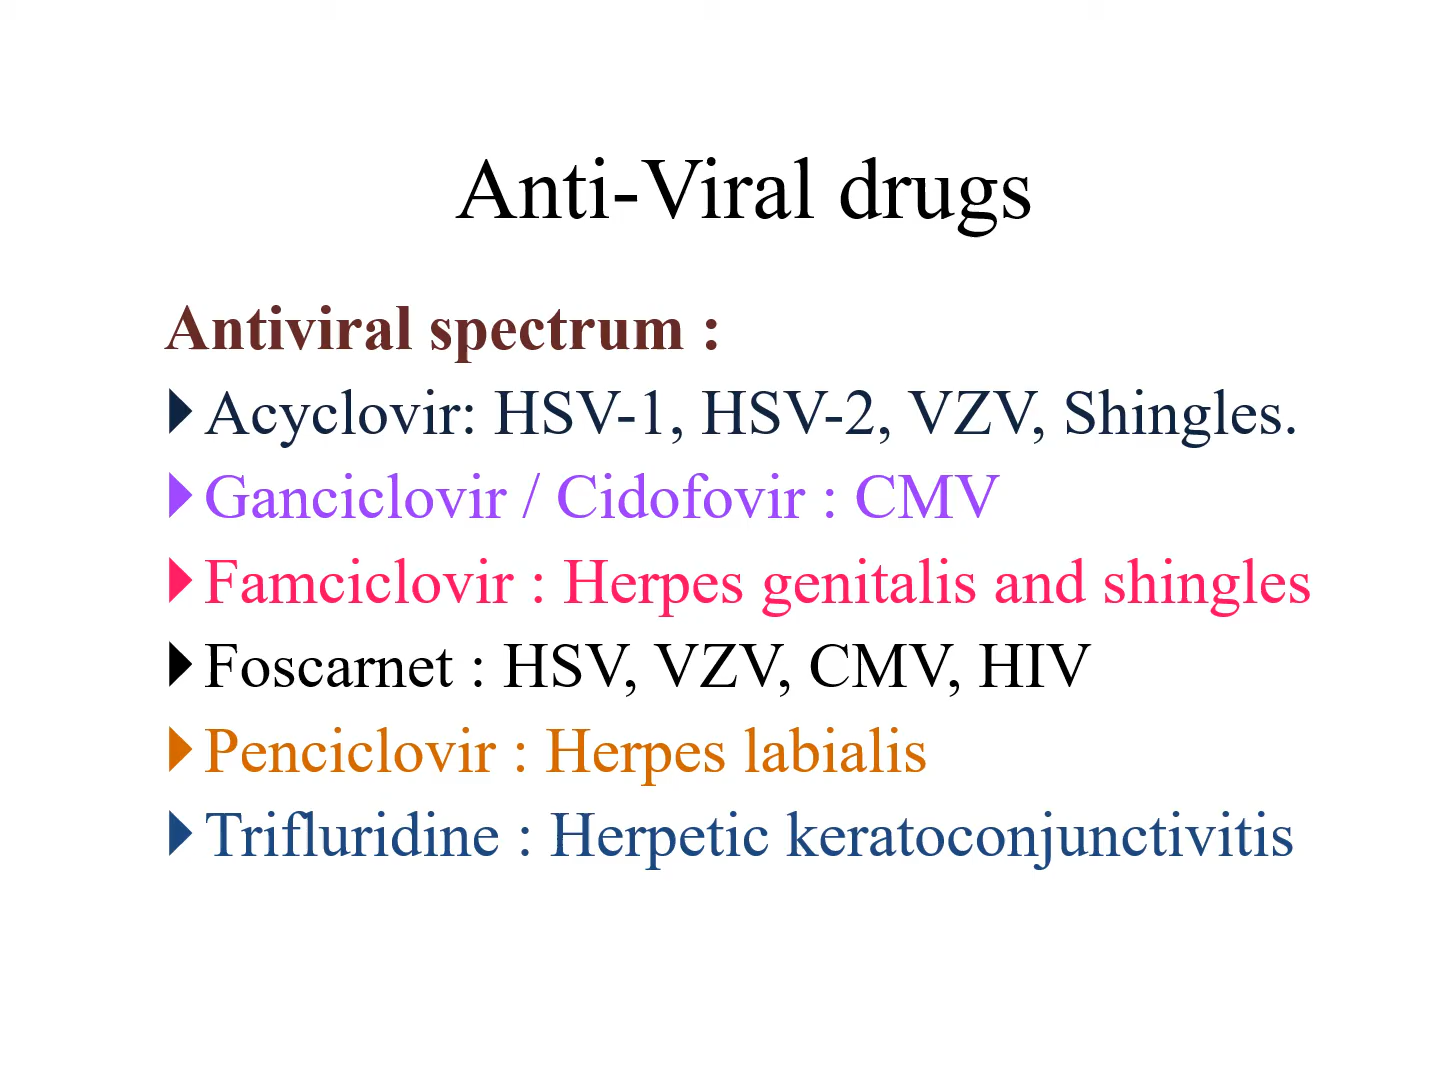 Anti-Viral drugs
Antiviral spectrum :
Acyclovir: HSV-1, HSV-2, VZV, Shingles.
Ganciclovir / Cidofovir : CMV
Famciclovir : Herpes genitalis and shingles
Foscarnet : HSV, VZV, CMV, HIV
Penciclovir : Herpes labialis
Trifluridine : Herpetic keratoconjunctivitis